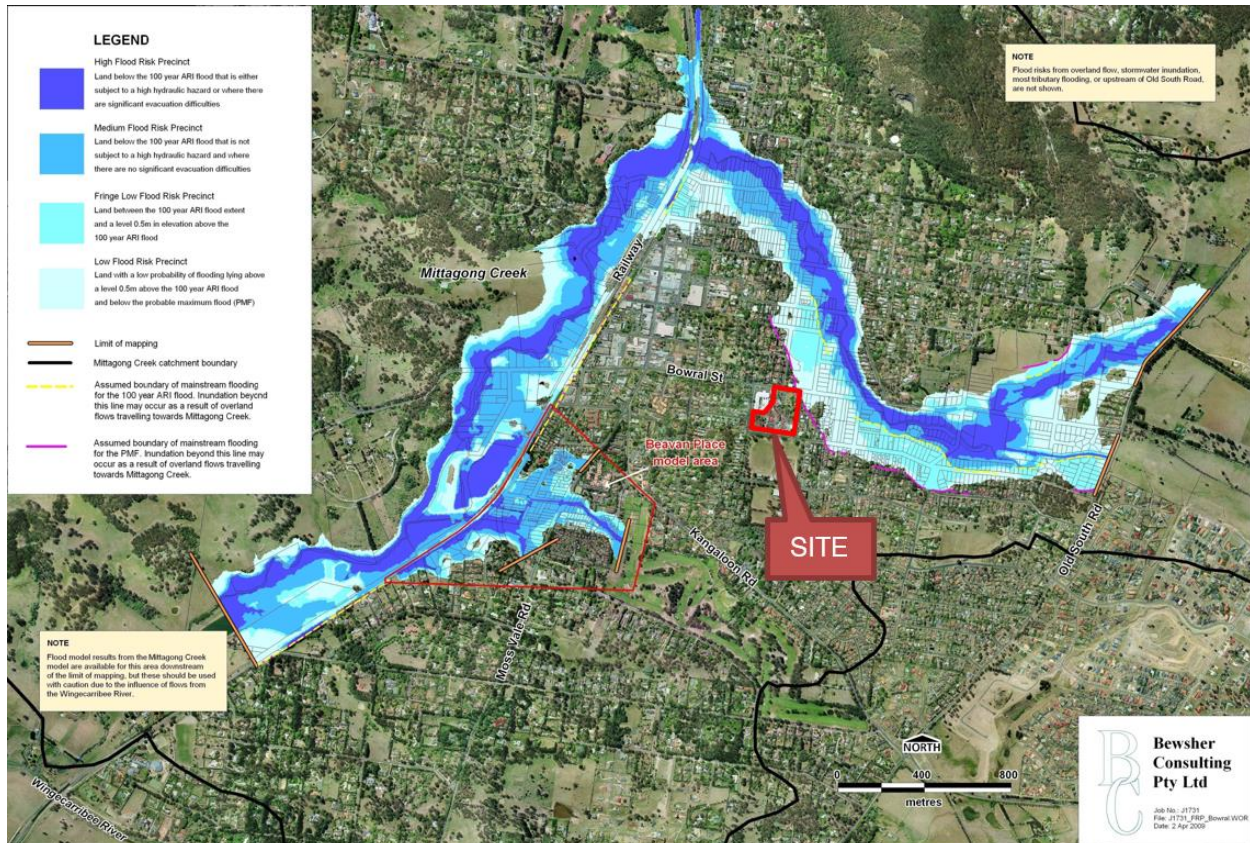 LEGEND
High Flood Risk Precinct
Land below the 100 year ARI flood that is either
subject to a high hydraulic hazard or where there
are significant evacuation difficulties
Medium Flood Risk Precinct
Land below the 100 year ARI flood that is not
subject to a high hydraulic hazard and where
there are no significant evacuation difficulties
Fringe Low Flood Risk Precinct
Land between the 100 year ARI flood extent
and a level 0.5m in elevation above the
100 year ARI flood
Low Flood Risk Precinct
Land with a low probability of flooding lying above
a level 0.5m above the 100 year ARI flood
and below the probable maximum flood (PMF)
Limit of mapping
Mittagong Creek catchment boundary
Assumed boundary of mainstream flooding
for the 100 year ARI flood. Inundation beyond
this line may occur as a result of overland
flows travelling towards Mittagong Creek.
Assumed boundary of mainstream flooding
for the PMF. Inundation beyond this line may
occur as a result of overland flows travelling
towards Mittagong Creek.
NOTE
Flood risks from overland flow, stormwater inundation,
most tributary flooding, or upstream of Old South Road,
are not shown.
Mittagong Creek
Railway
Bowral St
Beavan Place
model area
SITE
Kangaloon Rd
Old South Rd
Moss Vale Rd
NOTE
Flood model results from the Mittagong Creek
model are available for this area downstream
of the limit of mapping, but these should be used
with caution due to the influence of flows from
the Wingecarribee River.
Wingecarribee River
NORTH
0 400 800
metres
BC
Bewsher
Consulting
Pty Ltd
Job No.: J1731
File: J1731_FRP_Bowral.WOR
Date: 2 Apr 2009